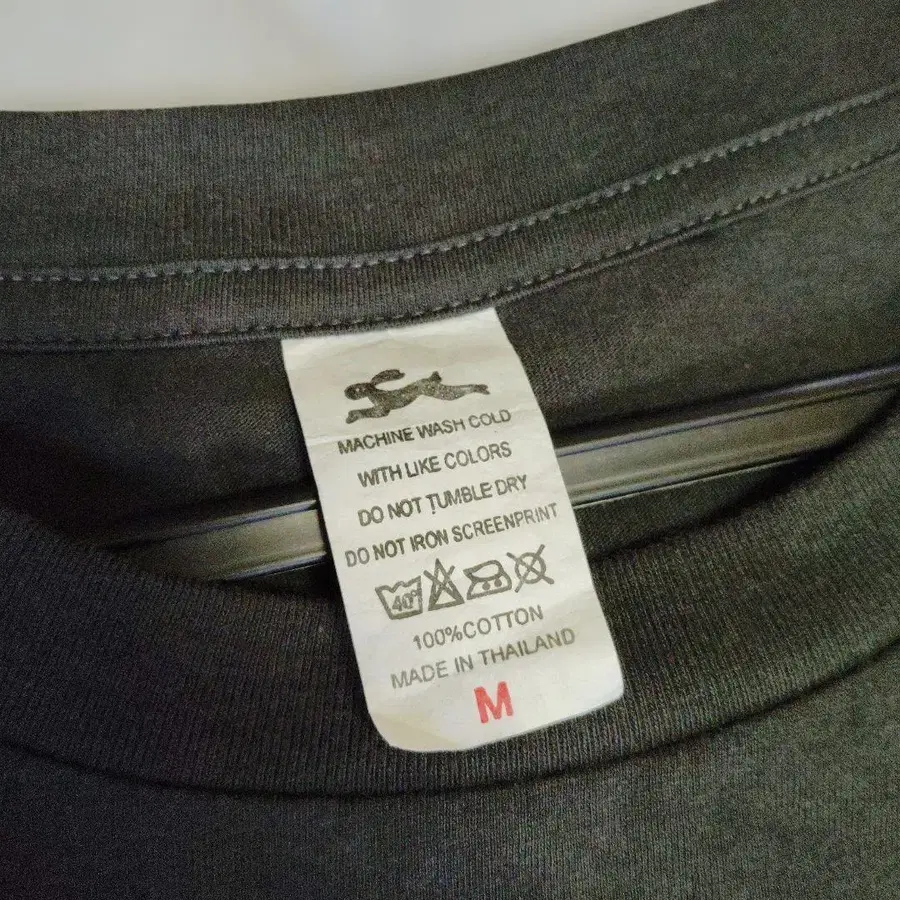 MACHINE WASH COLD
WITH LIKE COLORS
DO NOT TUMBLE DRY
DO NOT IRON SCREENPRINT
40°
100%COTTON
MADE IN THAILAND
M